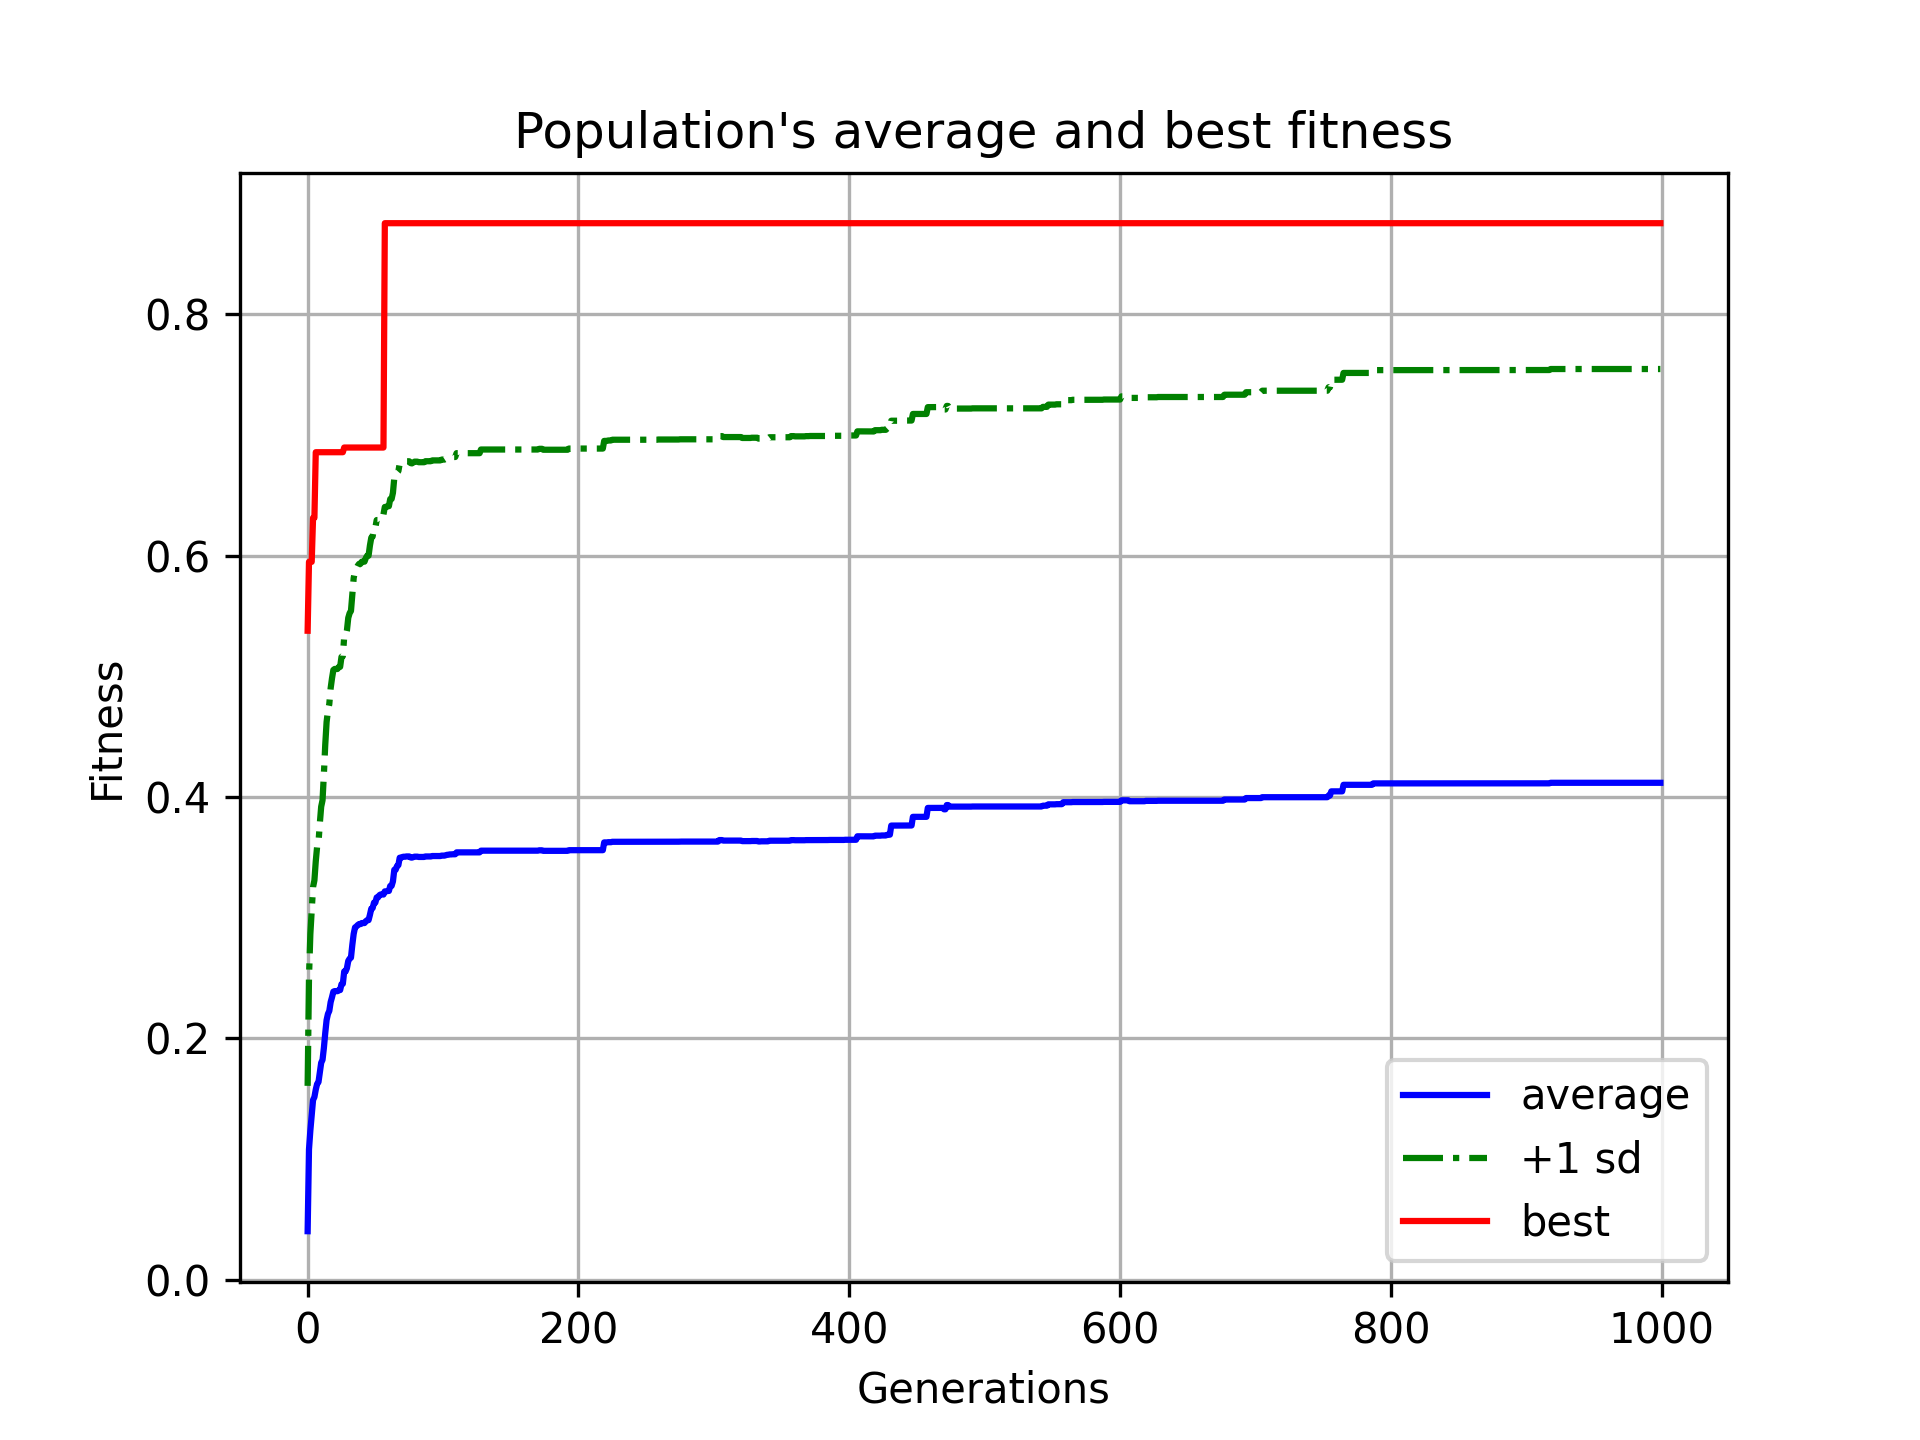 Population's average and best fitness
Fitness
0.8
0.6
0.4
0.2
0.0
0 200 400 600 800 1000
Generations
average
+1 sd
best